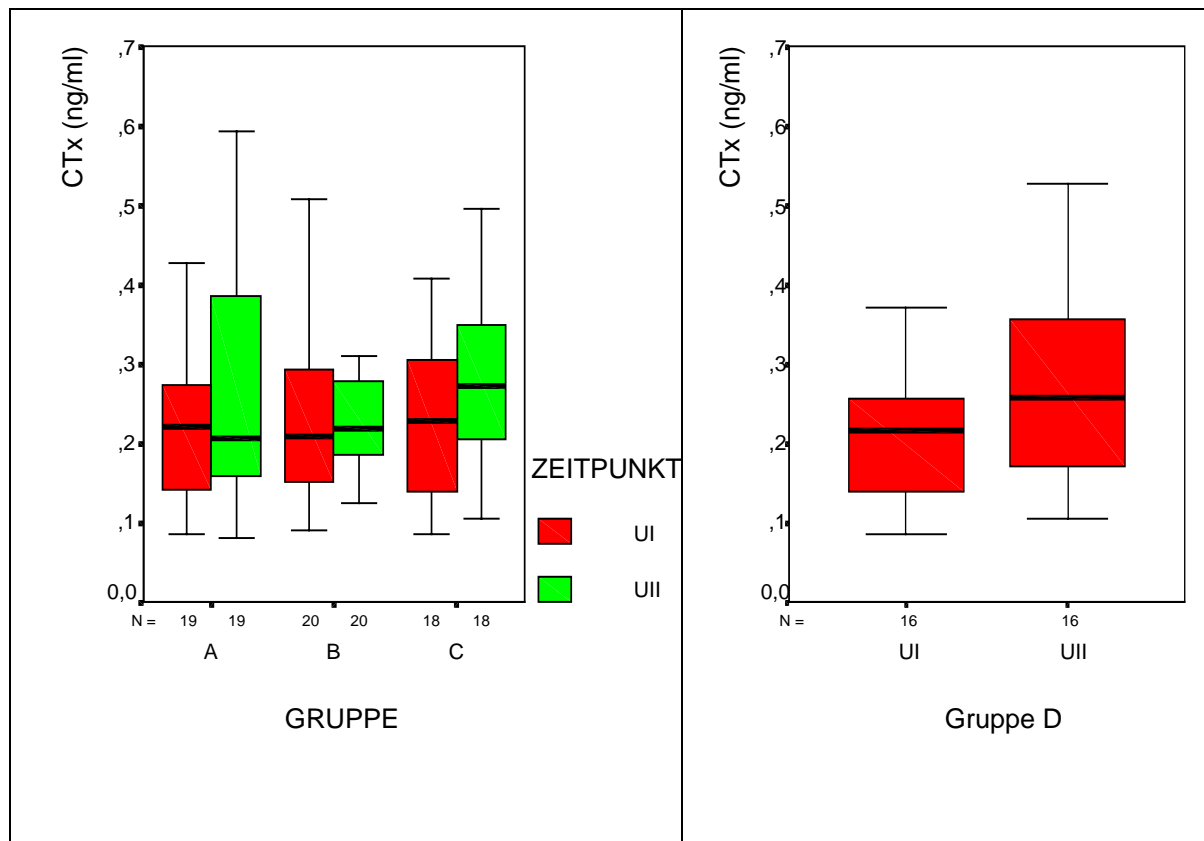 CTx (ng/ml)
,7
,6
,5
,4
,3
,2
,1
0,0
N = 19 19 20 20 18 18
A B C
GRUPPE
ZEITPUNKT
UI
UII
CTx (ng/ml)
,7
,6
,5
,4
,3
,2
,1
0,0
N = 16 16
UI UII
Gruppe D